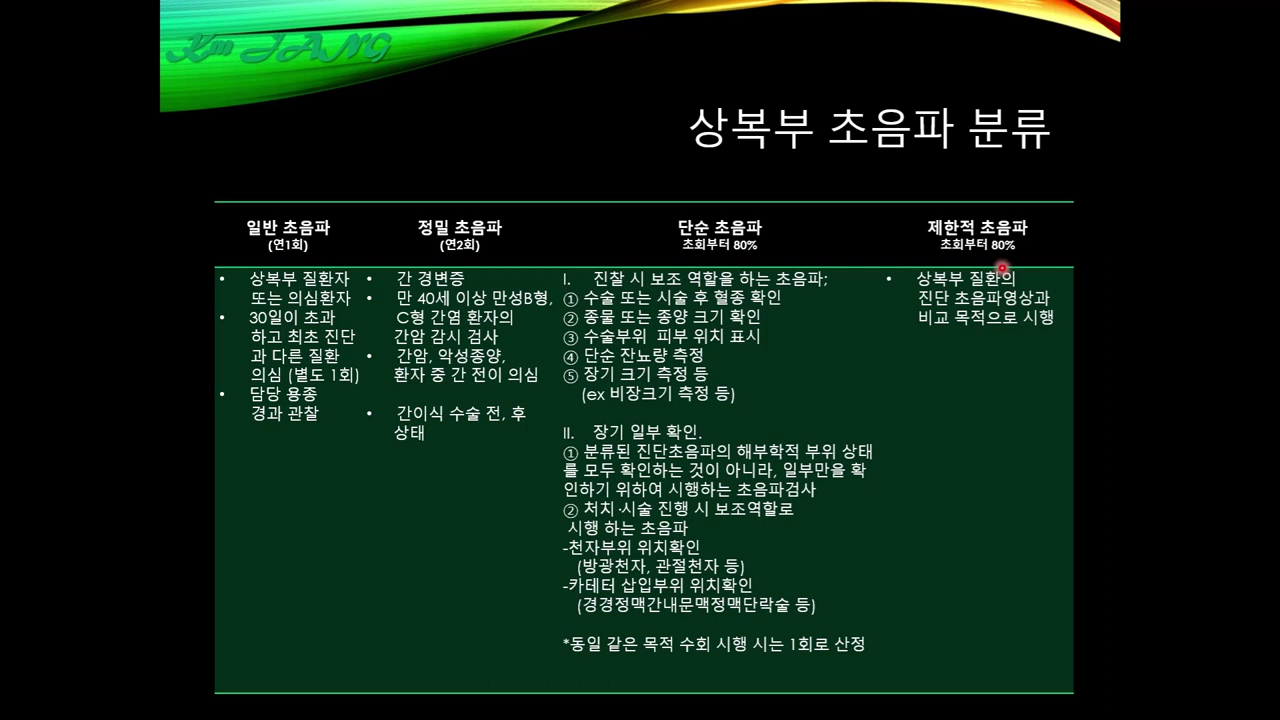 Km JANG
상복부 초음파 분류
일반 초음파
(연1회)
정밀 초음파
(연2회)
단순 초음파
초회부터 80%
제한적 초음파
초회부터 80%
• 상복부 질환자
또는 의심환자
• 30일이 초과
하고 최초 진단
과 다른 질환
의심 (별도 1회)
• 담당 용종
경과 관찰
• 간 경변증
• 만 40세 이상 만성B형,
C형 간염 환자의
간암 감시 검사
• 간암, 악성종양,
환자 중 간 전이 의심
• 간이식 수술 전, 후
상태
I. 진찰 시 보조 역할을 하는 초음파;
① 수술 또는 시술 후 혈종 확인
② 종물 또는 종양 크기 확인
③ 수술부위 피부 위치 표시
④ 단순 잔뇨량 측정
⑤ 장기 크기 측정 등
(ex 비장크기 측정 등)
II. 장기 일부 확인.
① 분류된 진단초음파의 해부학적 부위 상태
를 모두 확인하는 것이 아니라, 일부만을 확
인하기 위하여 시행하는 초음파검사
② 처치·시술 진행 시 보조역할로
시행 하는 초음파
-천자부위 위치확인
(방광천자, 관절천자 등)
-카테터 삽입부위 위치확인
(경경정맥간내문맥정맥단락술 등)
*동일 같은 목적 수회 시행 시는 1회로 산정
• 상복부 질환의
진단 초음파영상과
비교 목적으로 시행